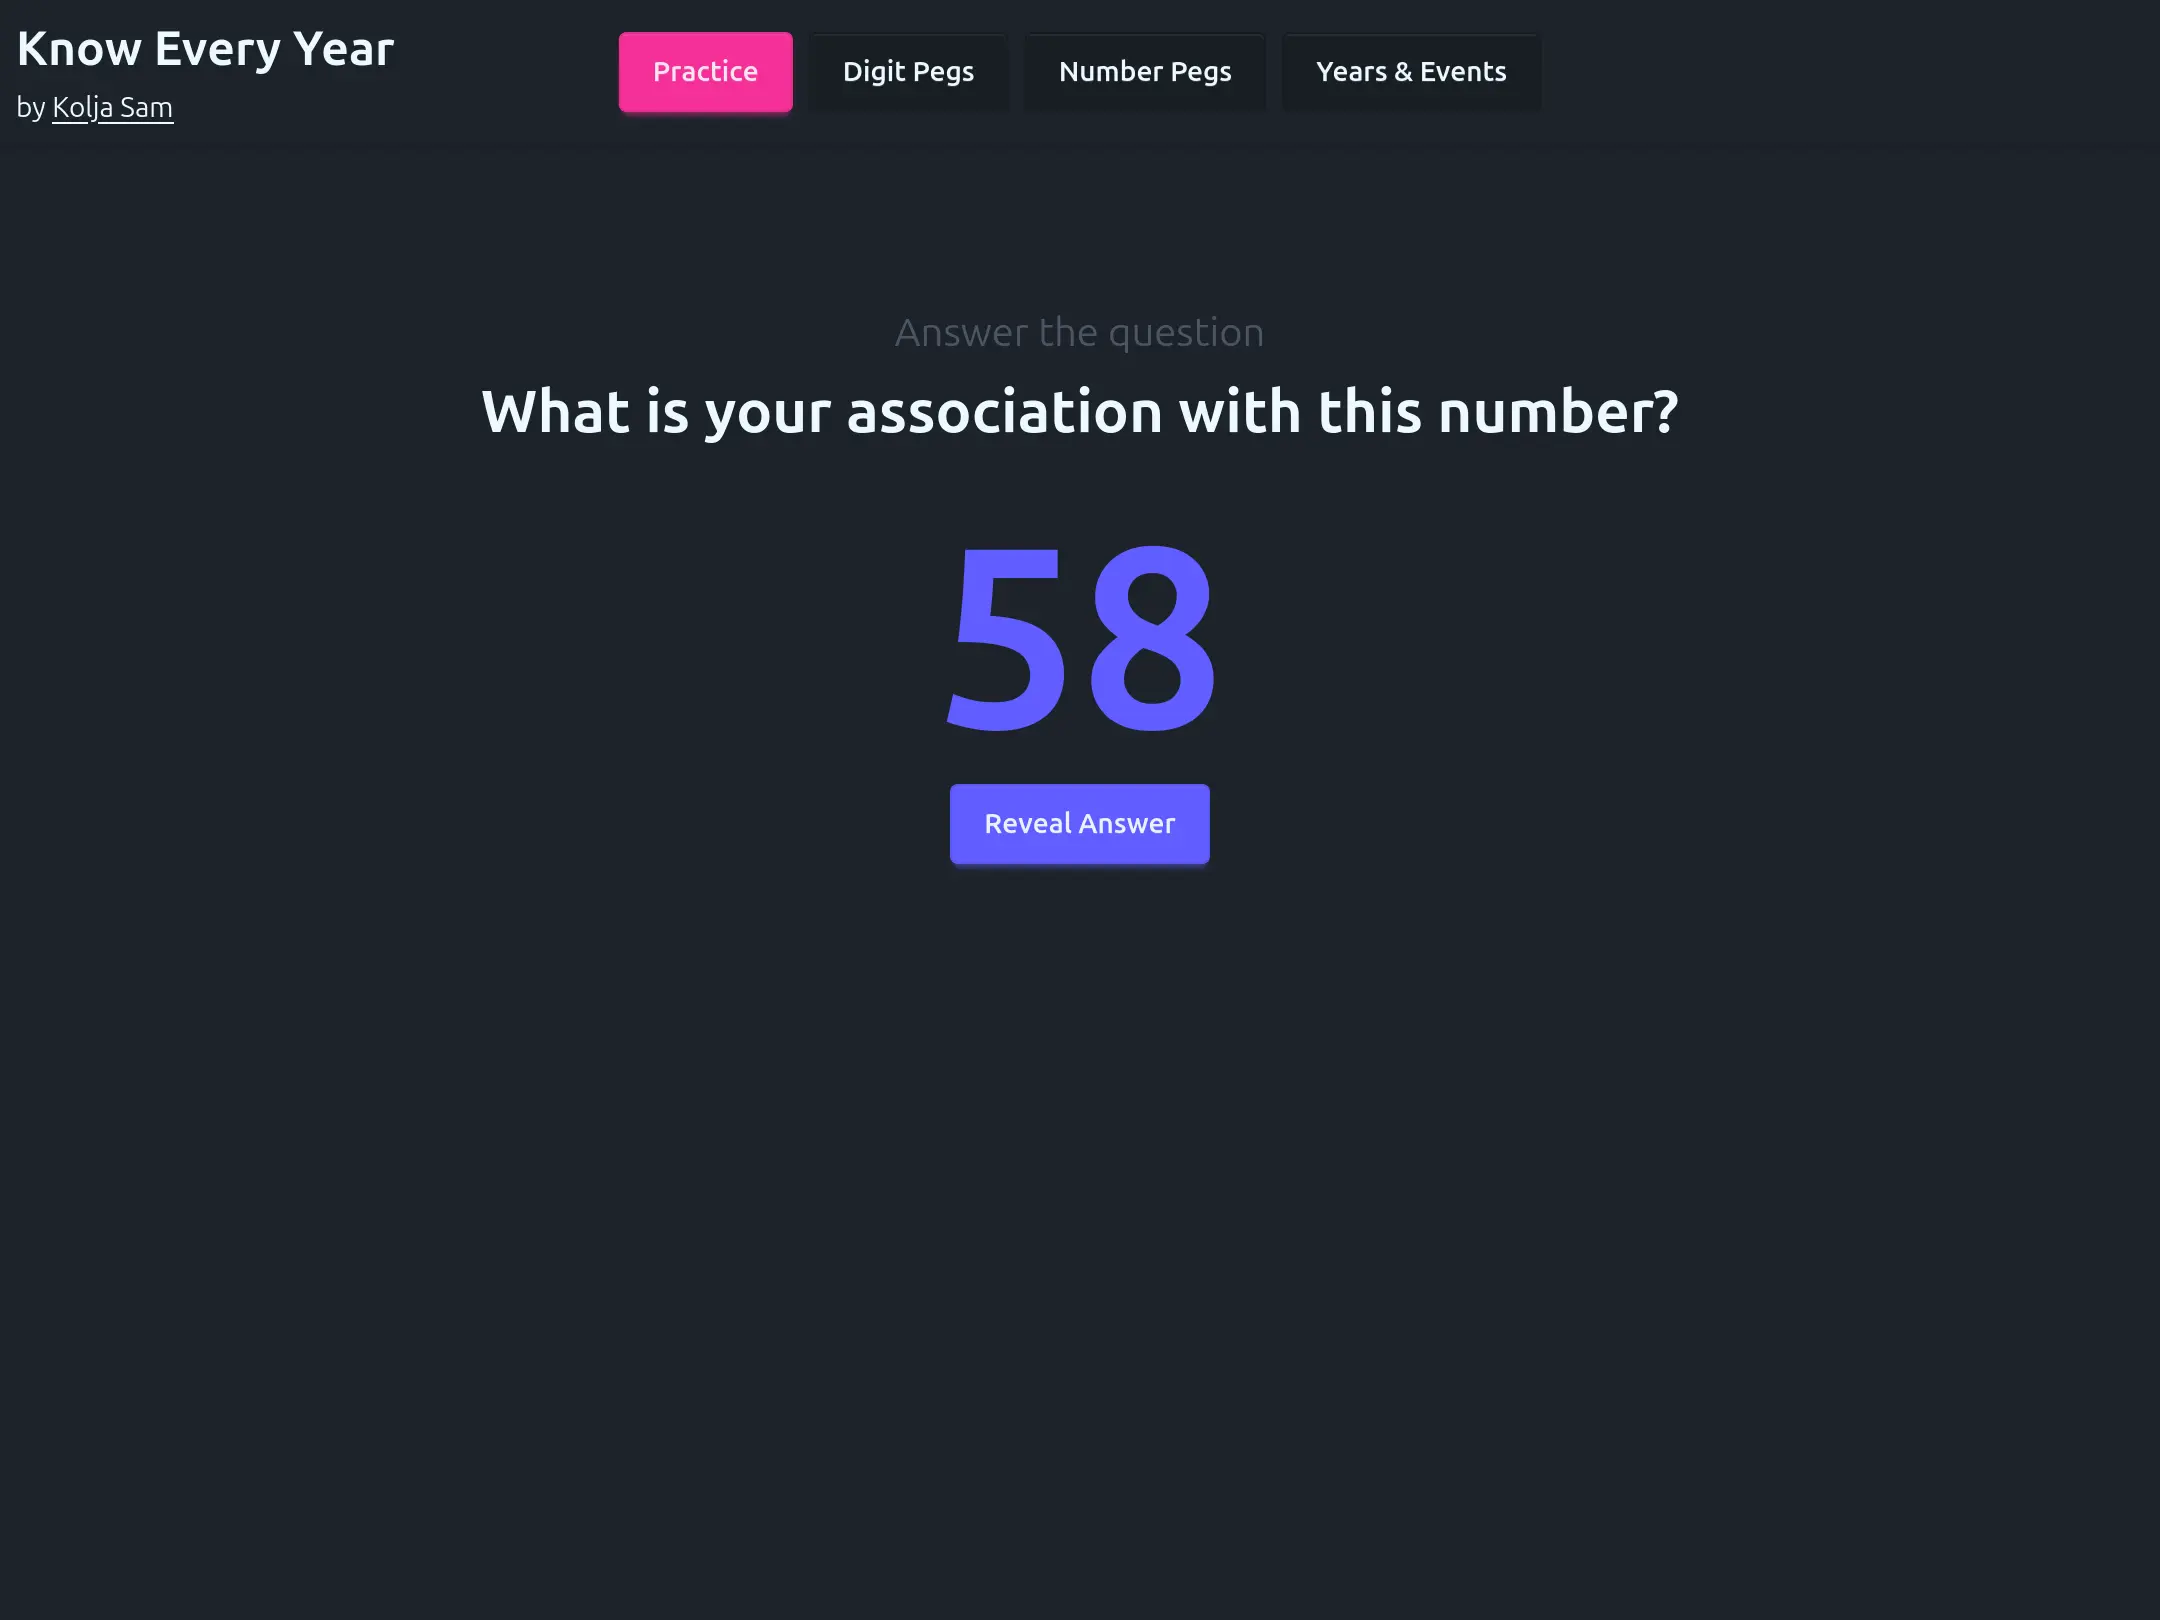 Know Every Year
by Kolja Sam
Practice
Digit Pegs
Number Pegs
Years & Events
Answer the question
What is your association with this number?
58
Reveal Answer